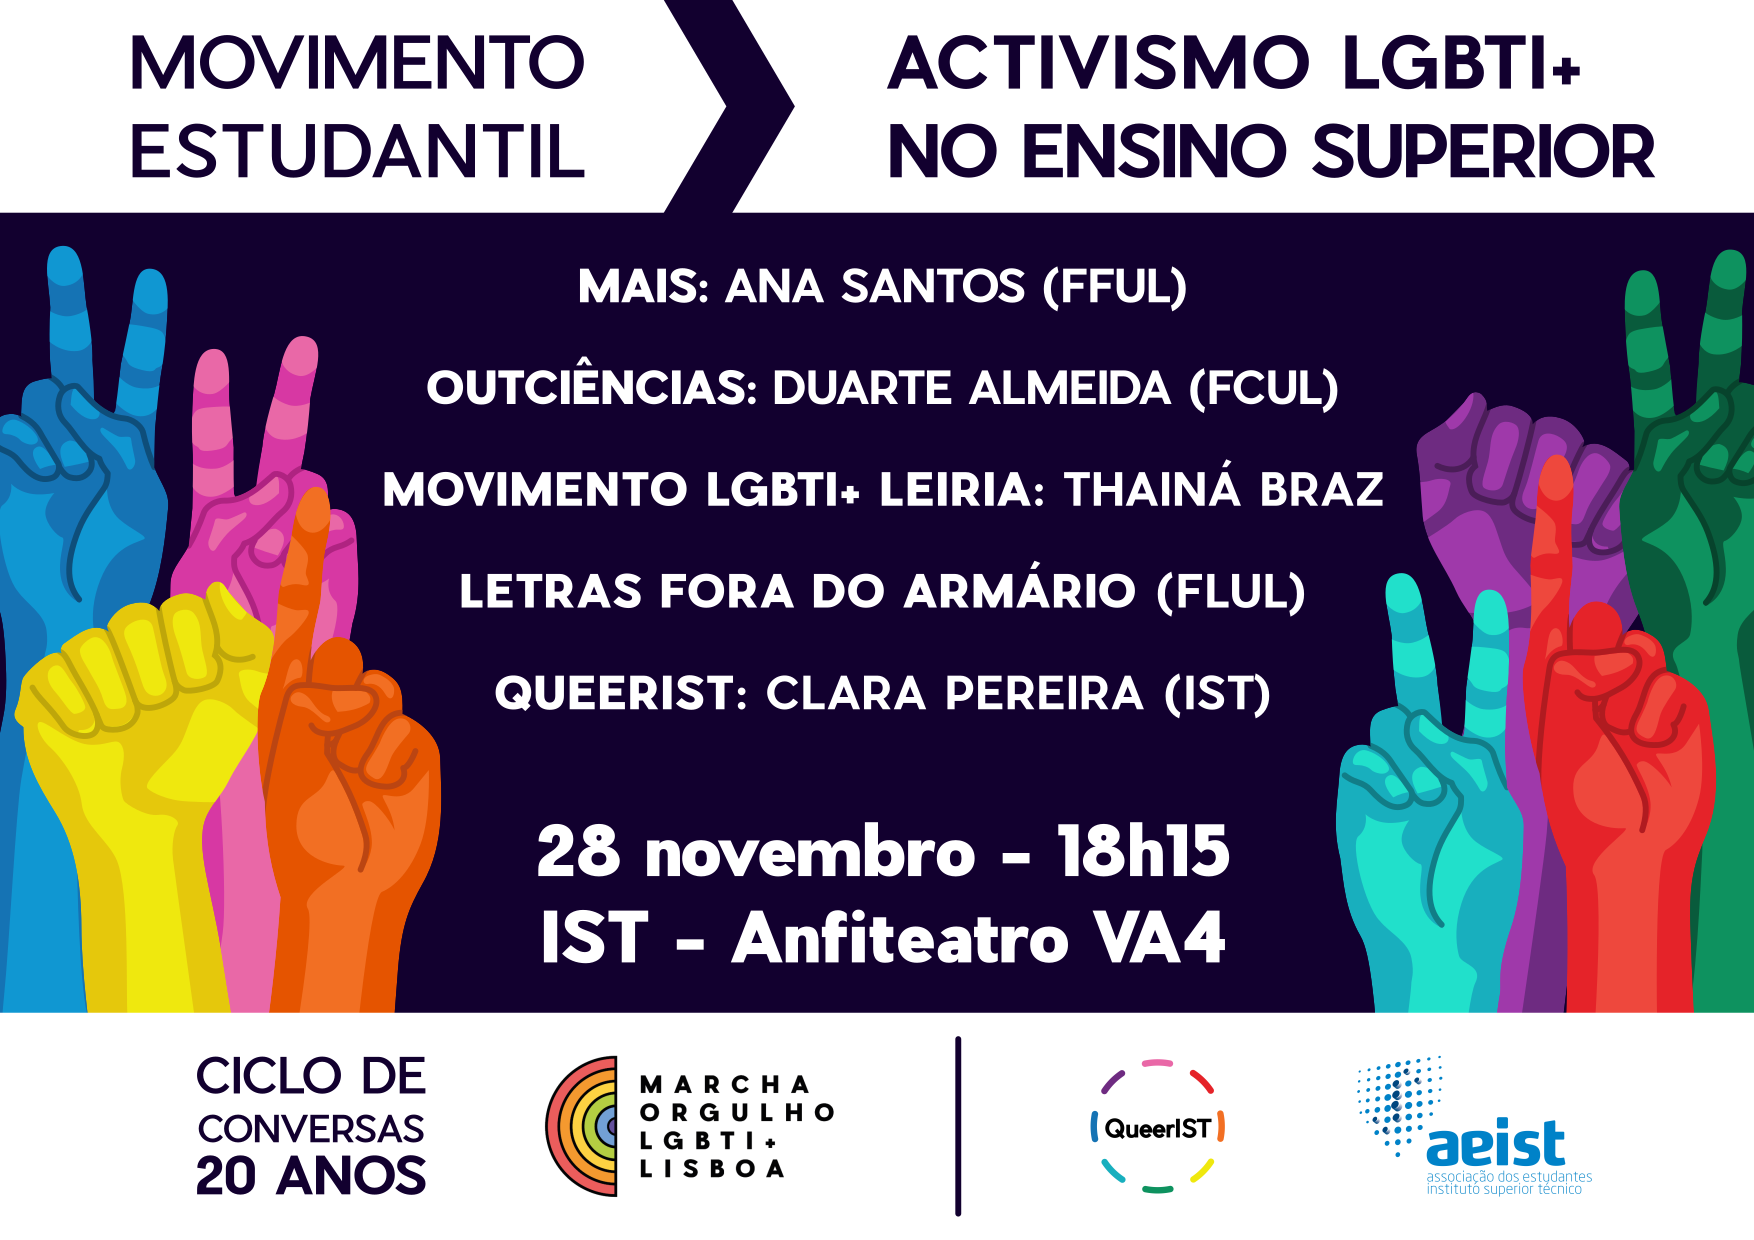 MOVIMENTO
ESTUDANTIL
ACTIVISMO LGBTI+
NO ENSINO SUPERIOR
MAIS: ANA SANTOS (FFUL)
OUTCIÊNCIAS: DUARTE ALMEIDA (FCUL)
MOVIMENTO LGBTI+ LEIRIA: THAINÁ BRAZ
LETRAS FORA DO ARMÁRIO (FLUL)
QUEERIST: CLARA PEREIRA (IST)
28 novembro - 18h15
IST - Anfiteatro VA4
CICLO DE
CONVERSAS
20 ANOS
MARCHA
ORGULHO
LGBTI+
LISBOA
QueerIST
aeist
associação dos estudantes
instituto superior técnico